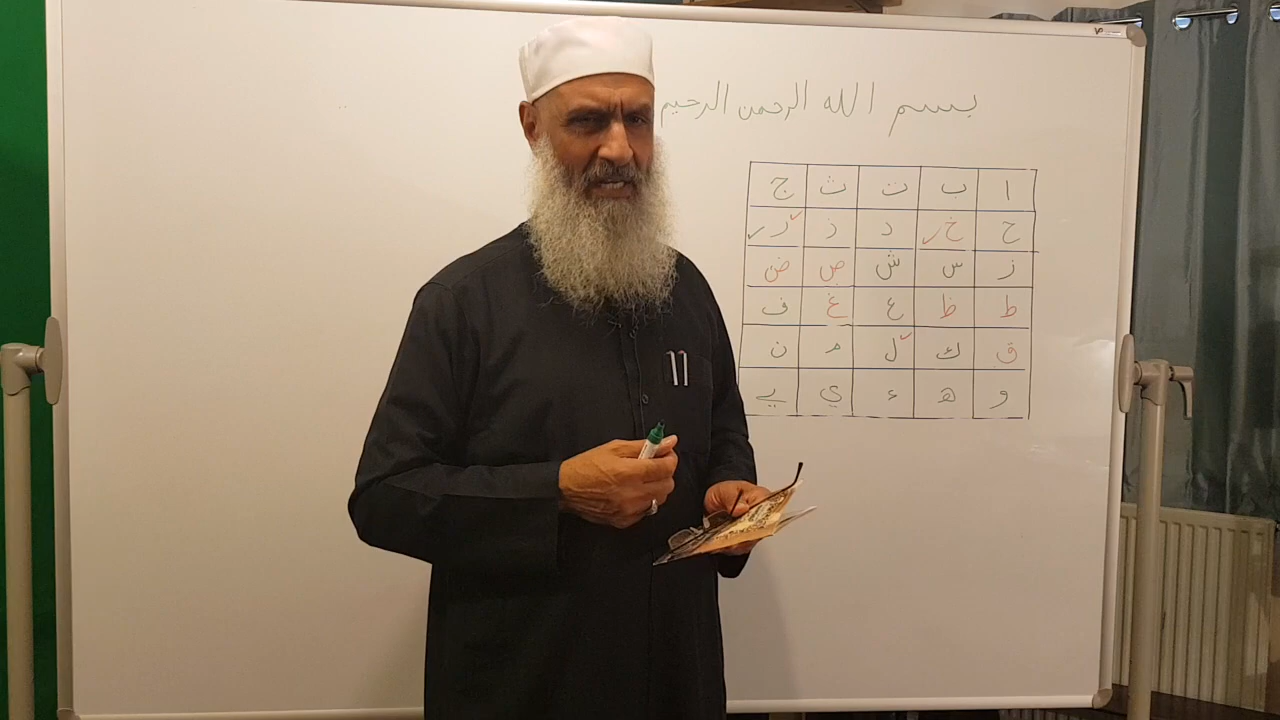 بسم الله الرحمن الرحيم
ا ب ت ث ج
ح خ د ذ ر
ز س ش ص ض
ط ظ ع غ ف
ق ك ل م ن
و ه ء ي ے